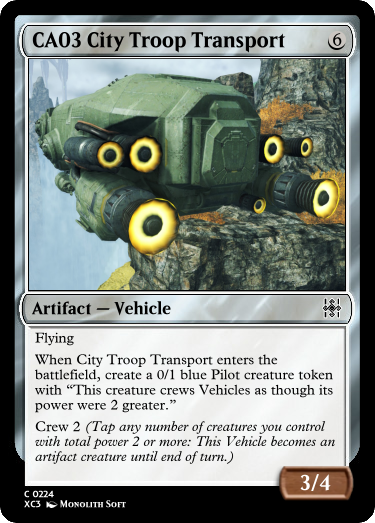 CA03 City Troop Transport 6
Artifact — Vehicle
Flying
When City Troop Transport enters the
battlefield, create a 0/1 blue Pilot creature token
with “This creature crews Vehicles as though its
power were 2 greater.”
Crew 2 (Tap any number of creatures you
control with total power 2 or more: This Vehicle becomes an
artifact creature until end of turn.)
3/4
C 0224
XC3 Monolith Soft